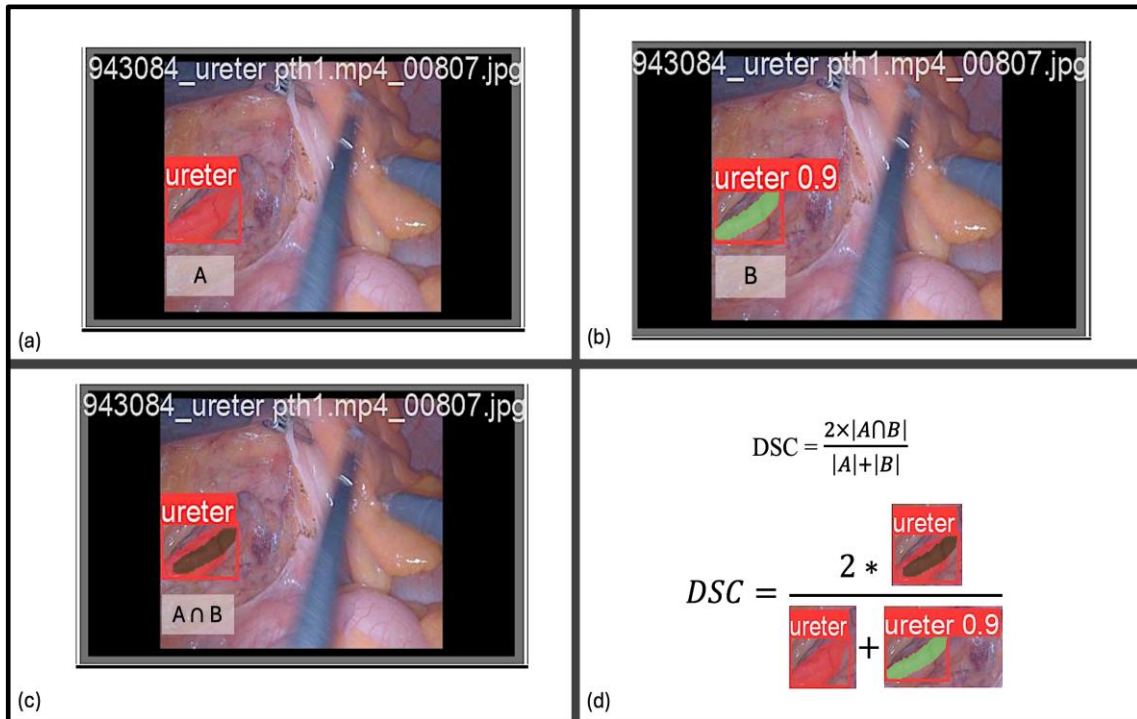 943084_ureter pth1.mp4_00807.jpg
ureter
A
(a)
943084_ureter pth1.mp4_00807.jpg
ureter 0.9
B
(b)
943084_ureter pth1.mp4_00807.jpg
ureter
A ∩ B
(c)
DSC = 2×|A⋂B| / |A|+|B|
ureter
DSC = 2 *
ureter + ureter 0.9
(d)